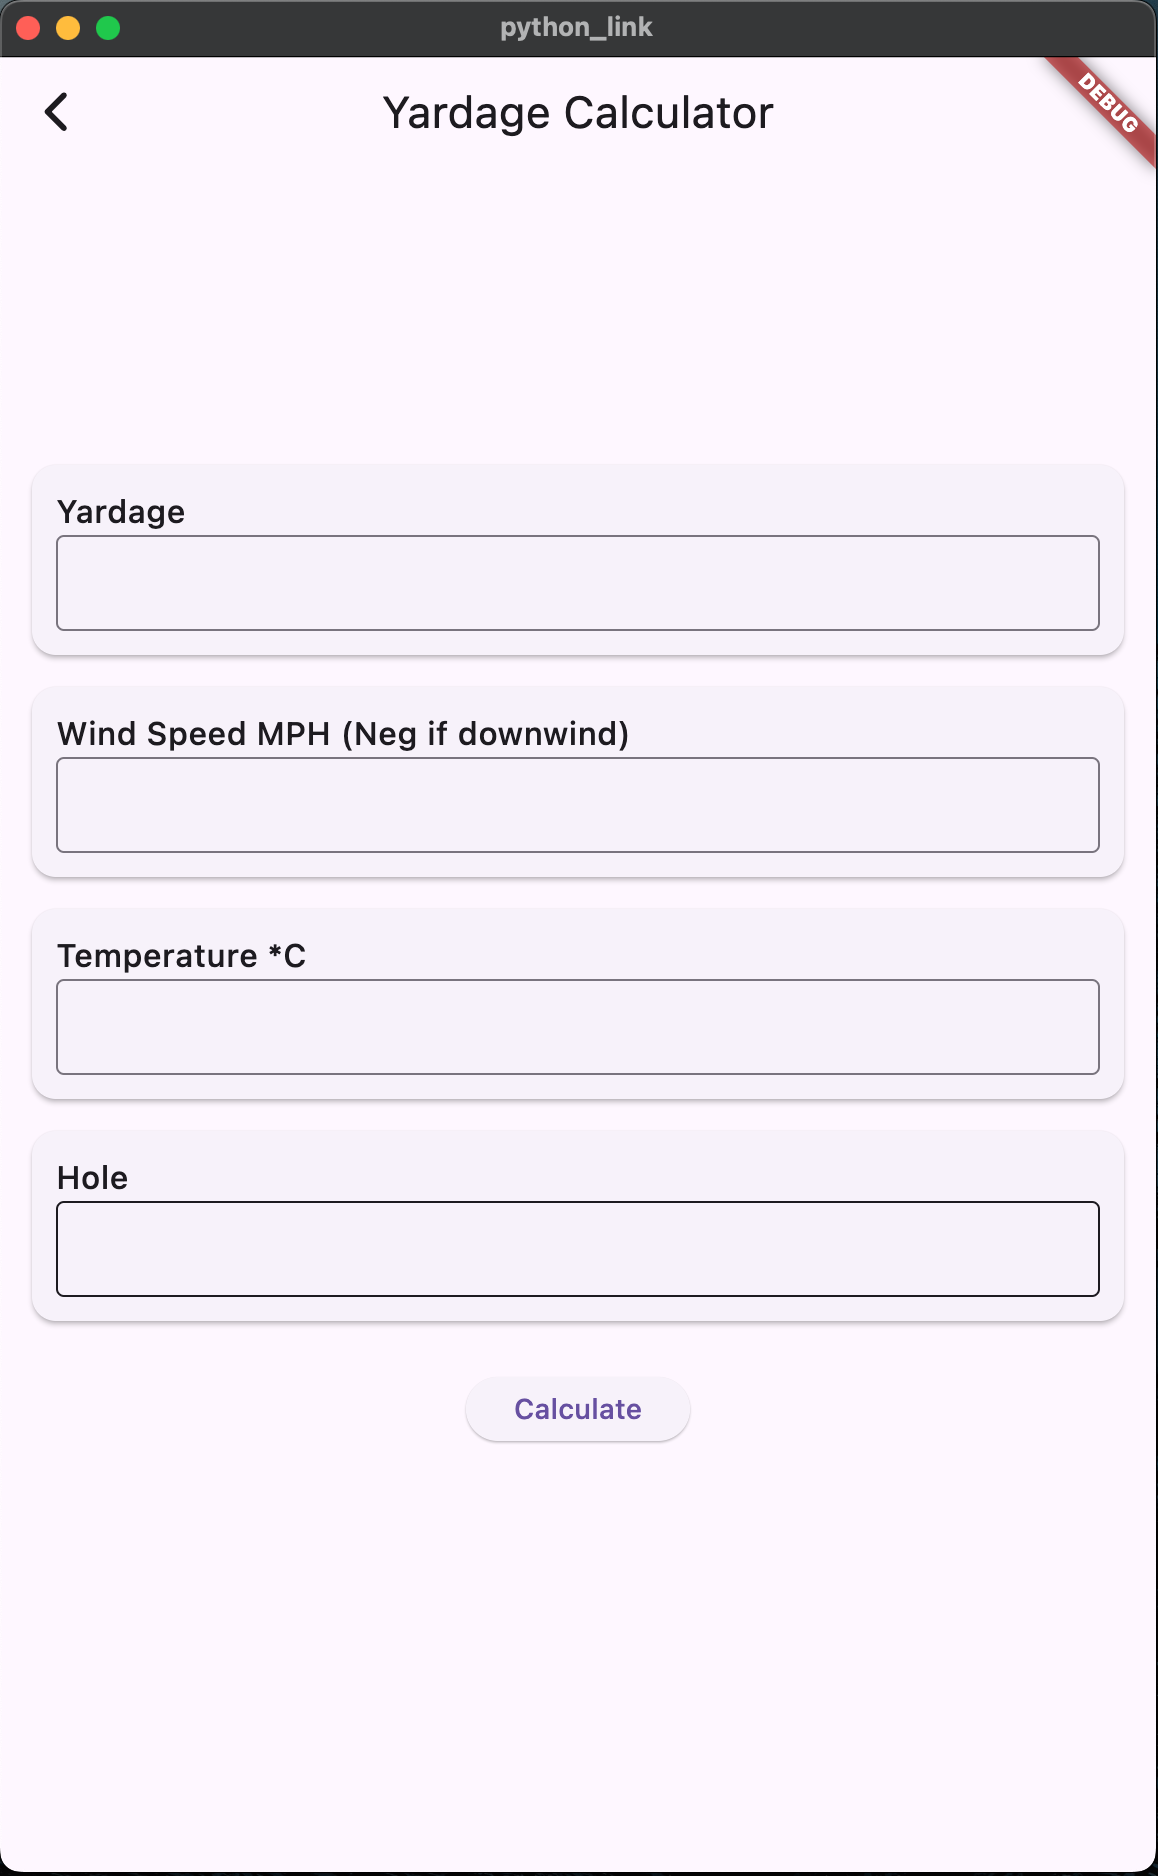 python_link
Yardage Calculator
DEBUG
Yardage
Wind Speed MPH (Neg if downwind)
Temperature *C
Hole
Calculate